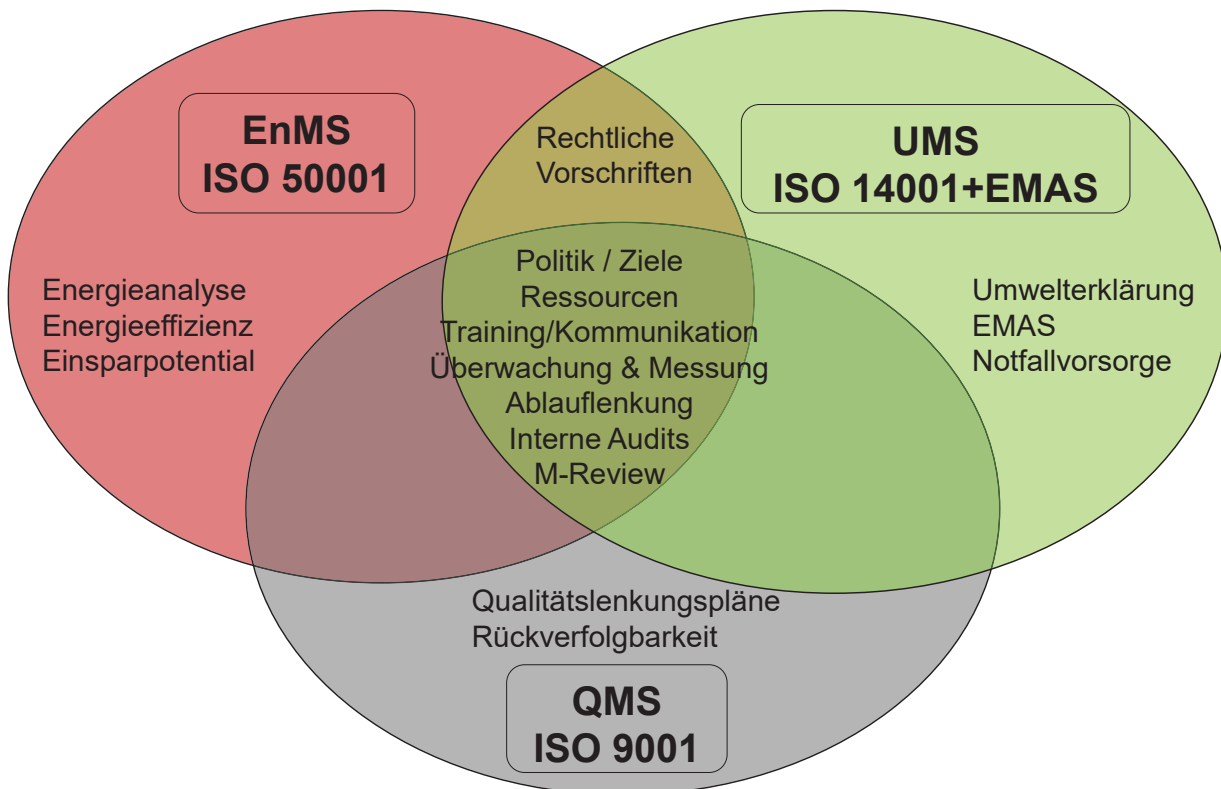 EnMS
ISO 50001
Rechtliche
Vorschriften
UMS
ISO 14001+EMAS
Energieanalyse
Energieeffizienz
Einsparpotential
Politik / Ziele
Ressourcen
Training/Kommunikation
Überwachung & Messung
Ablauflenkung
Interne Audits
M-Review
Umwelterklärung
EMAS
Notfallvorsorge
Qualitätslenkungspläne
Rückverfolgbarkeit
QMS
ISO 9001